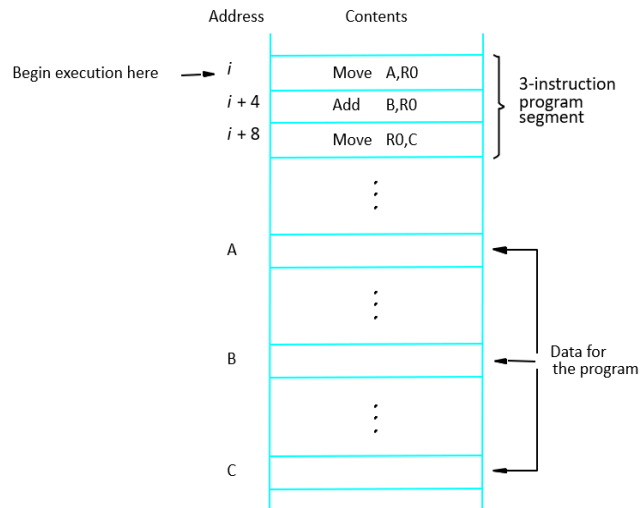 Address Contents
Begin execution here i Move A,R0
i + 4 Add B,R0
i + 8 Move R0,C
3-instruction
program
segment
A
B
C
Data for
the program